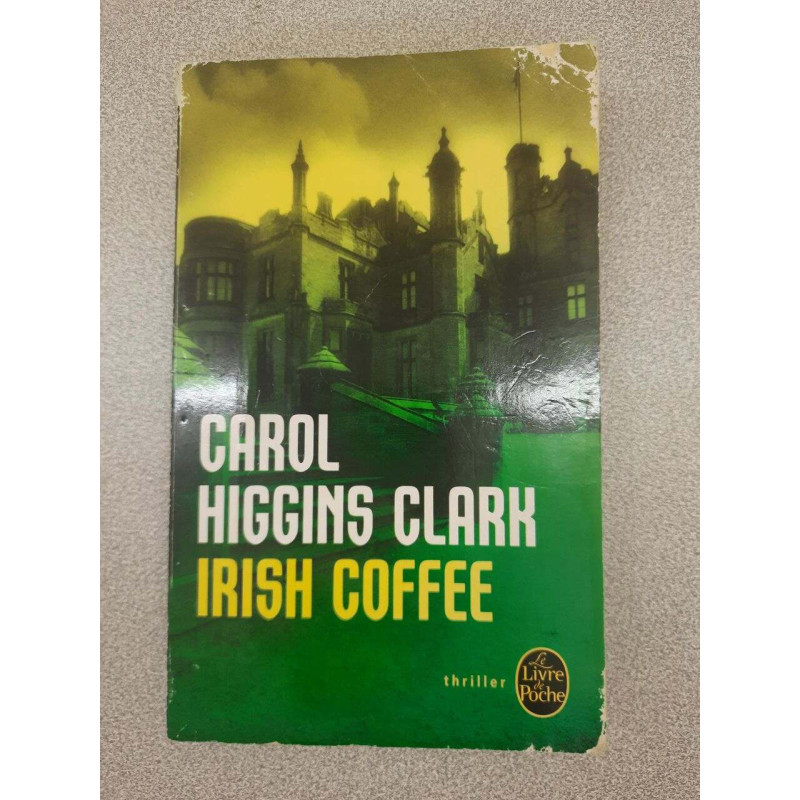 CAROL
HIGGINS CLARK
IRISH COFFEE
thriller
Le
Livre
de
Poche